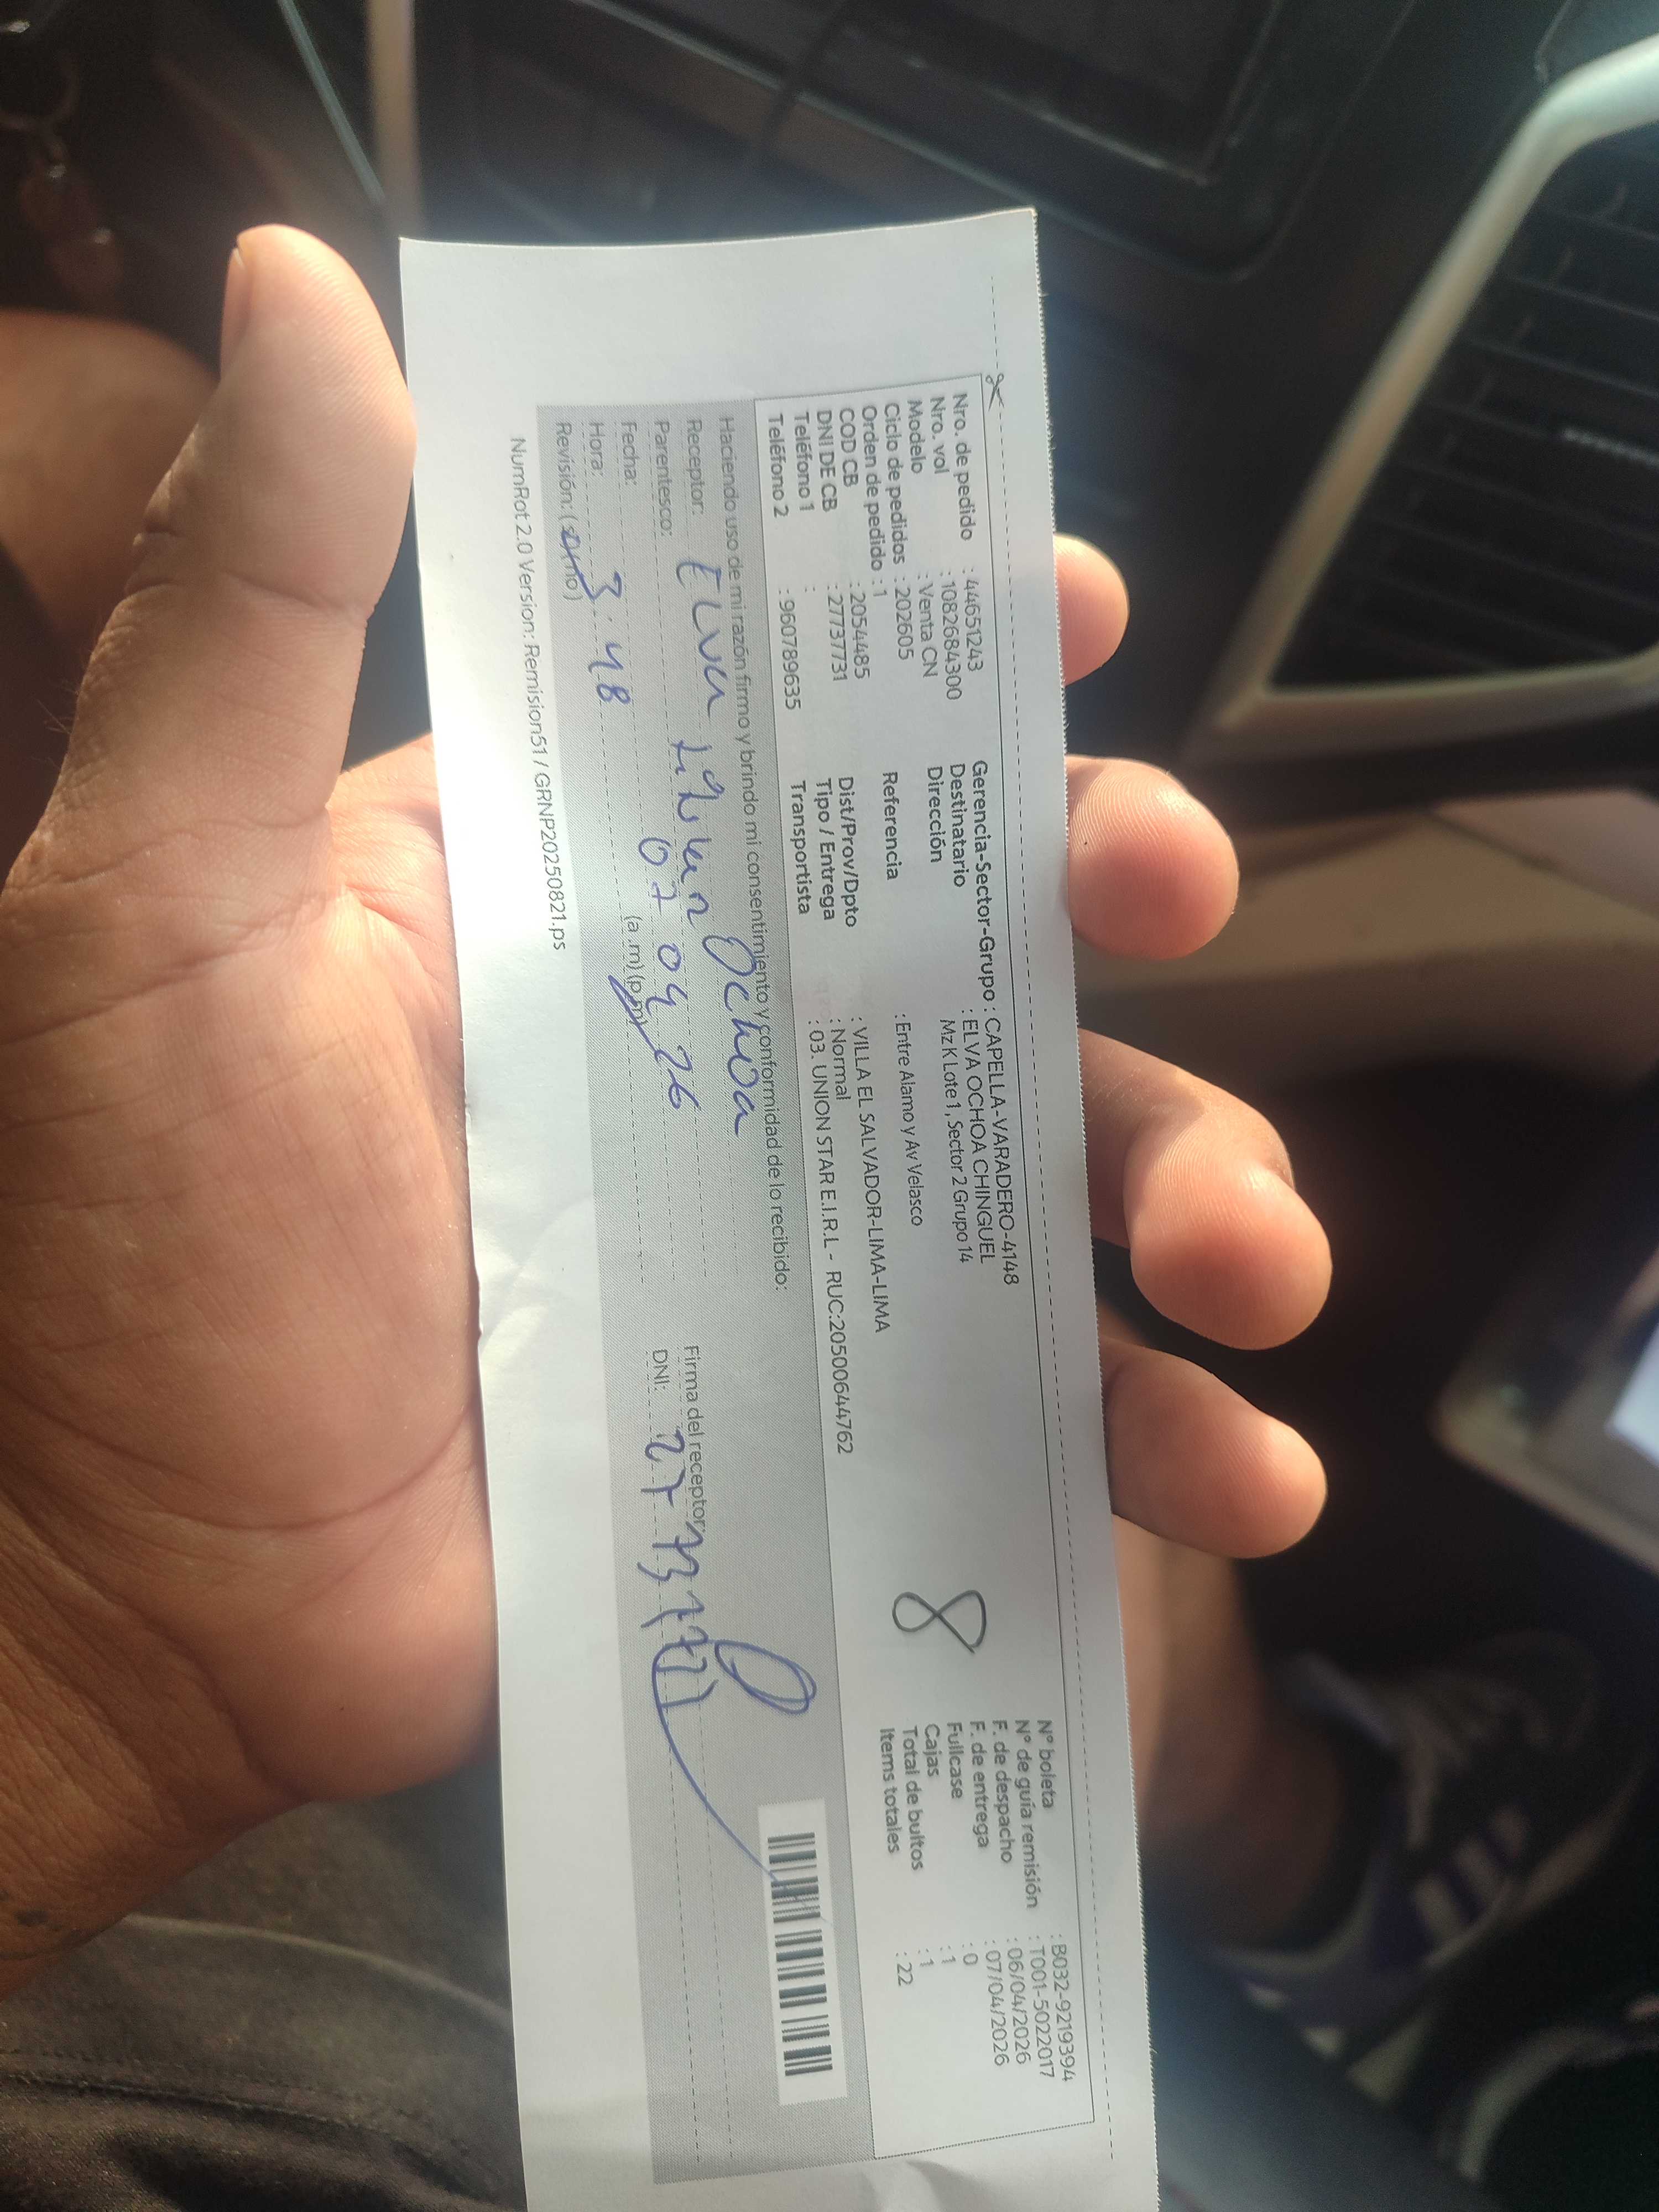 Nro. de pedido : 44651243
Nro. vol : 1082684300
Modelo : Venta CN
Ciclo de pedidos : 202605
Orden de pedido : 1
COD CB : 2054485
DNI DE CB : 27737731
Teléfono 1 :
Teléfono 2 : 960789635
Gerencia-Sector-Grupo : CAPELLA-VARADERO-4148
Destinatario : ELVA OCHOA CHINGUEL
Dirección Mz K Lote 1, Sector 2 Grupo 14
Referencia : Entre Alamo y Av Velasco
Dist/Prov/Dpto : VILLA EL SALVADOR-LIMA-LIMA
Tipo / Entrega : Normal
Transportista : 03. UNION STAR E.I.R.L - RUC:20500644762
8
N° boleta : B032-9219394
N° de guía remisión : T001-5022017
F. de despacho : 06/04/2026
F. de entrega : 07/04/2026
Fullcase : 0
Cajas : 1
Total de bultos : 1
Items totales : 22
Haciendo uso de mi razón firmo y brindo mi consentimiento y conformidad de lo recibido:
Receptor: Elva Ochoa
Parentesco:
Fecha: 07 04 26
Hora: 3.48 (a.m) (p.m)
Revisión: (si) (no)
Firma del receptor:
DNI: 27737731
NumRot 2.0 Version: Remision51 / GRNP20250821.ps